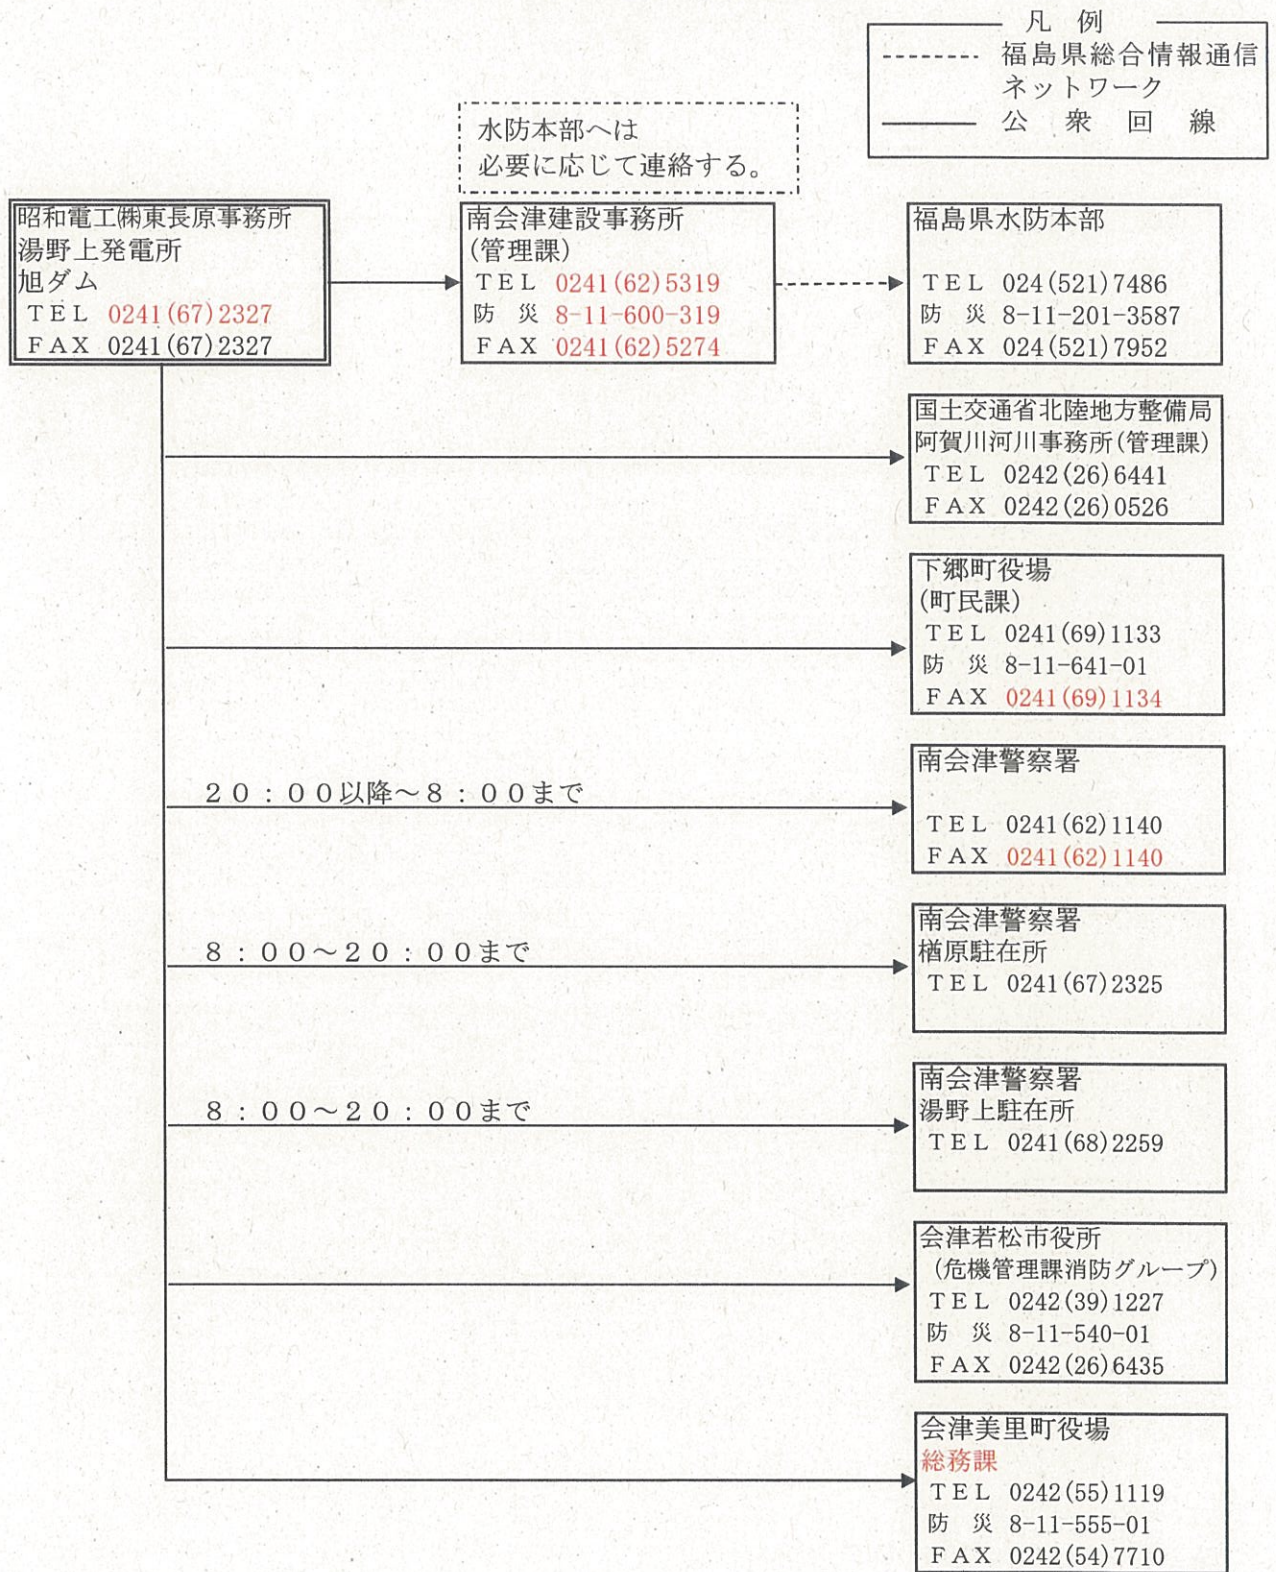 凡　例
福島県総合情報通信
ネットワーク
公　衆　回　線
水防本部へは
必要に応じて連絡する。
昭和電工㈱東長原事務所
湯野上発電所
旭ダム
ＴＥＬ 0241(67)2327
ＦＡＸ 0241(67)2327
南会津建設事務所
(管理課)
ＴＥＬ 0241(62)5319
防　災 8-11-600-319
ＦＡＸ 0241(62)5274
福島県水防本部
ＴＥＬ 024(521)7486
防　災 8-11-201-3587
ＦＡＸ 024(521)7952
国土交通省北陸地方整備局
阿賀川河川事務所(管理課)
ＴＥＬ 0242(26)6441
ＦＡＸ 0242(26)0526
下郷町役場
(町民課)
ＴＥＬ 0241(69)1133
防　災 8-11-641-01
ＦＡＸ 0241(69)1134
２０：００以降～８：００まで
南会津警察署
ＴＥＬ 0241(62)1140
ＦＡＸ 0241(62)1140
８：００～２０：００まで
南会津警察署
楢原駐在所
ＴＥＬ 0241(67)2325
８：００～２０：００まで
南会津警察署
湯野上駐在所
ＴＥＬ 0241(68)2259
会津若松市役所
(危機管理課消防グループ)
ＴＥＬ 0242(39)1227
防　災 8-11-540-01
ＦＡＸ 0242(26)6435
会津美里町役場
総務課
ＴＥＬ 0242(55)1119
防　災 8-11-555-01
ＦＡＸ 0242(54)7710